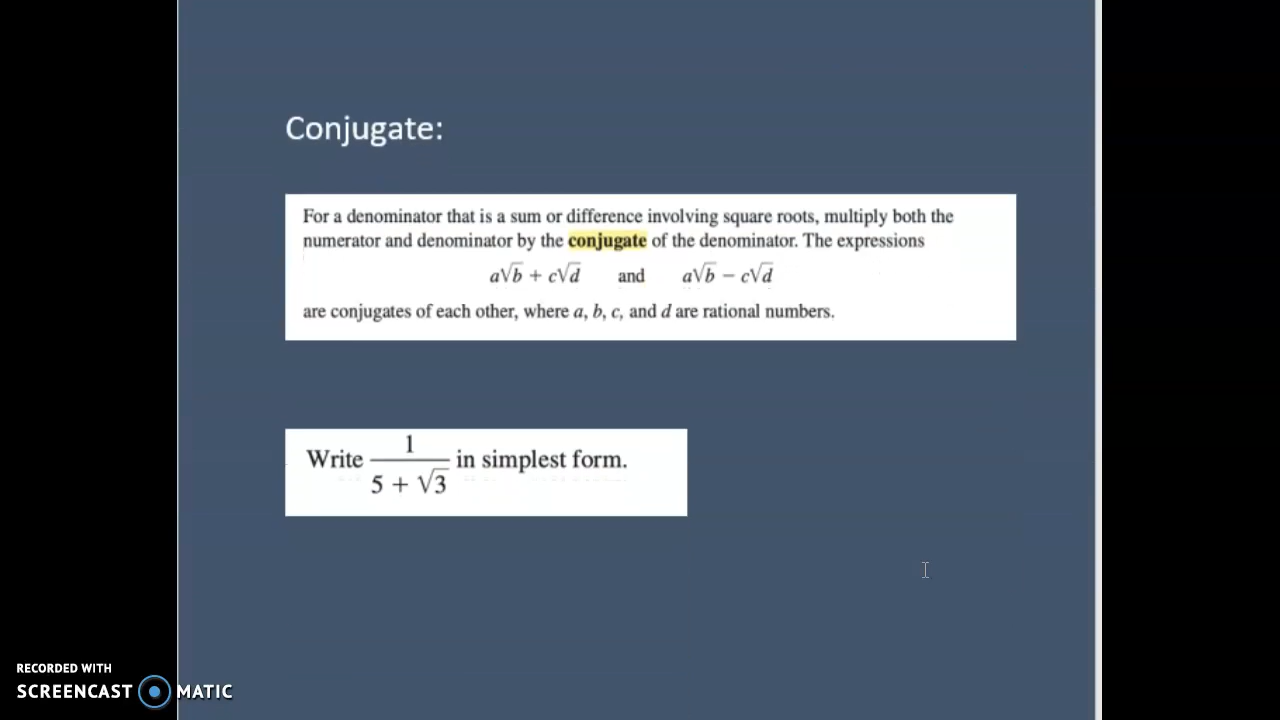 Conjugate:
For a denominator that is a sum or difference involving square roots, multiply both the
numerator and denominator by the conjugate of the denominator. The expressions
a√b + c√d and a√b − c√d
are conjugates of each other, where a, b, c, and d are rational numbers.
Write 1/(5 + √3) in simplest form.
RECORDED WITH
SCREENCAST MATIC